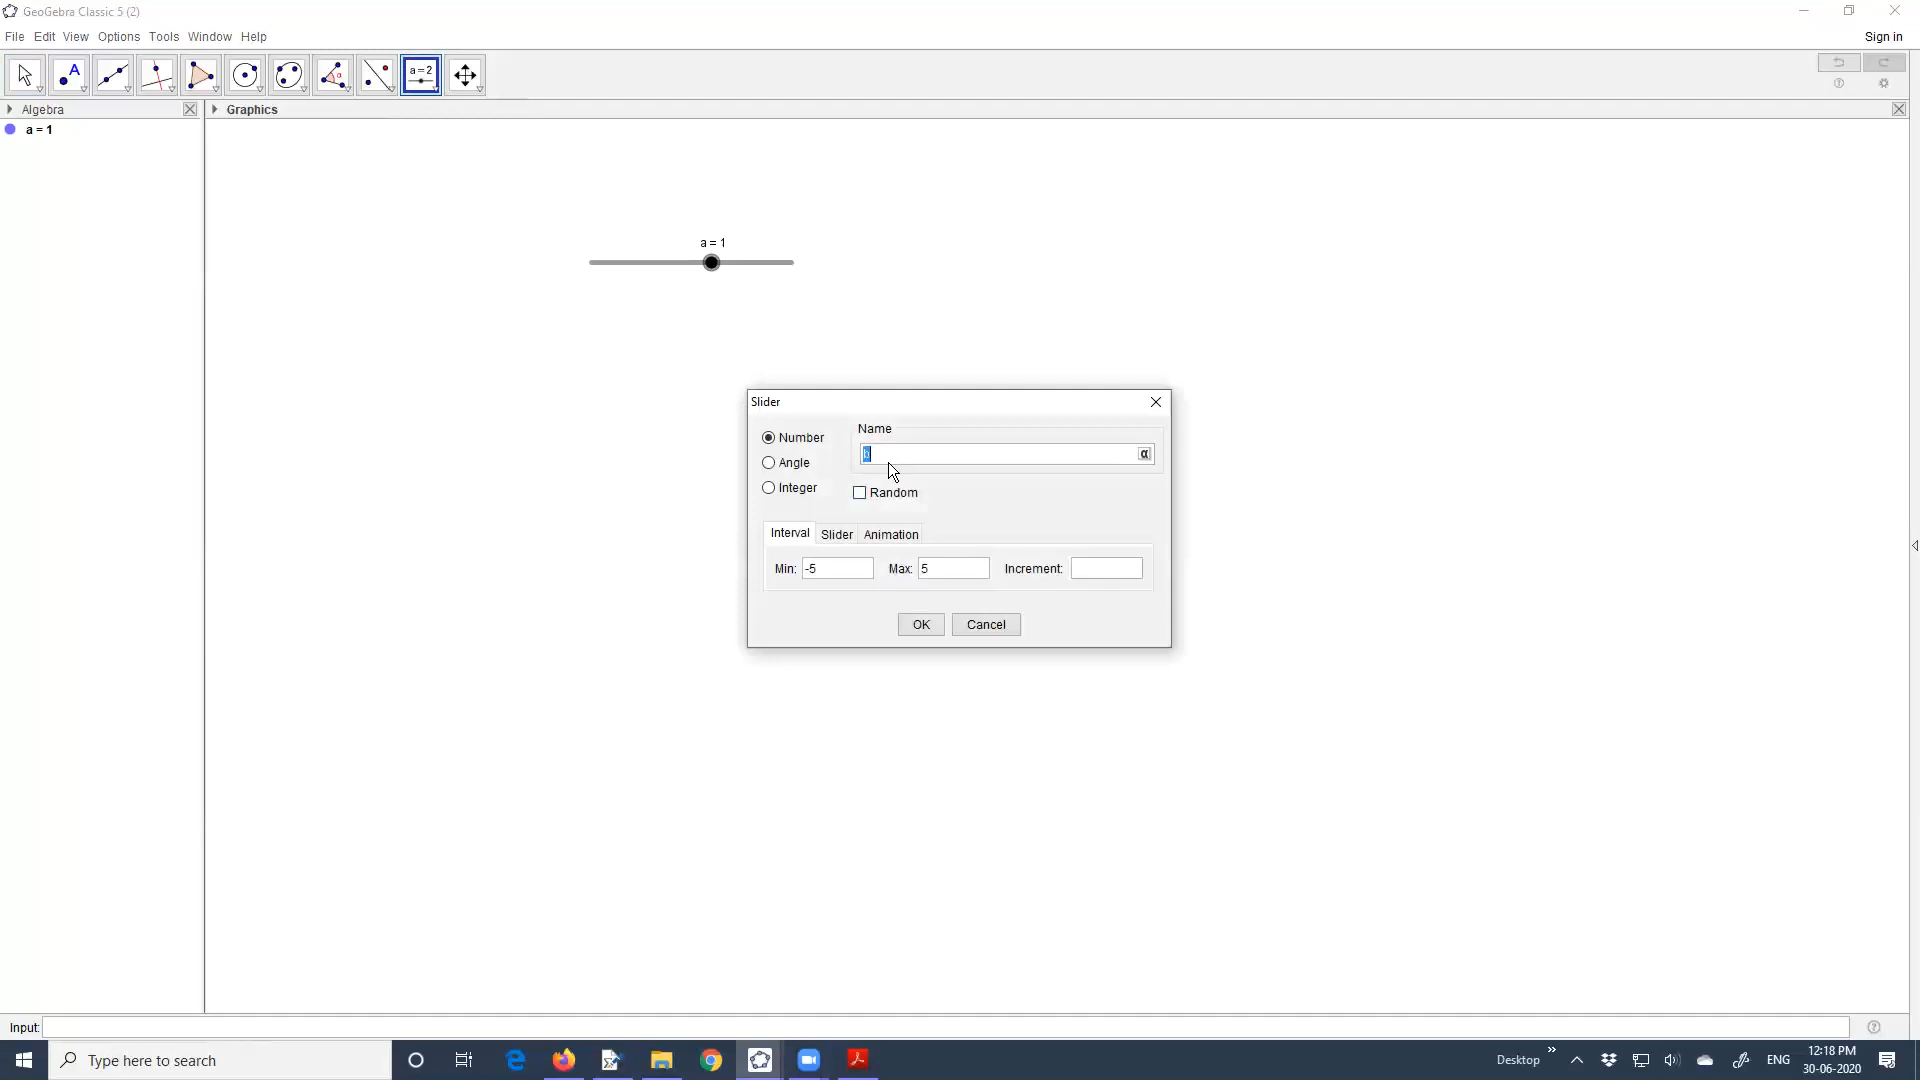 GeoGebra Classic 5 (2)
File Edit View Options Tools Window Help
Sign in
A
α
a = 2
Algebra
Graphics
a = 1
a = 1
Slider
Number
Name
α
Angle
Integer
Random
Interval Slider Animation
Min: -5 Max: 5 Increment:
OK Cancel
Input:
Type here to search
Desktop
ENG
12:18 PM
30-06-2020